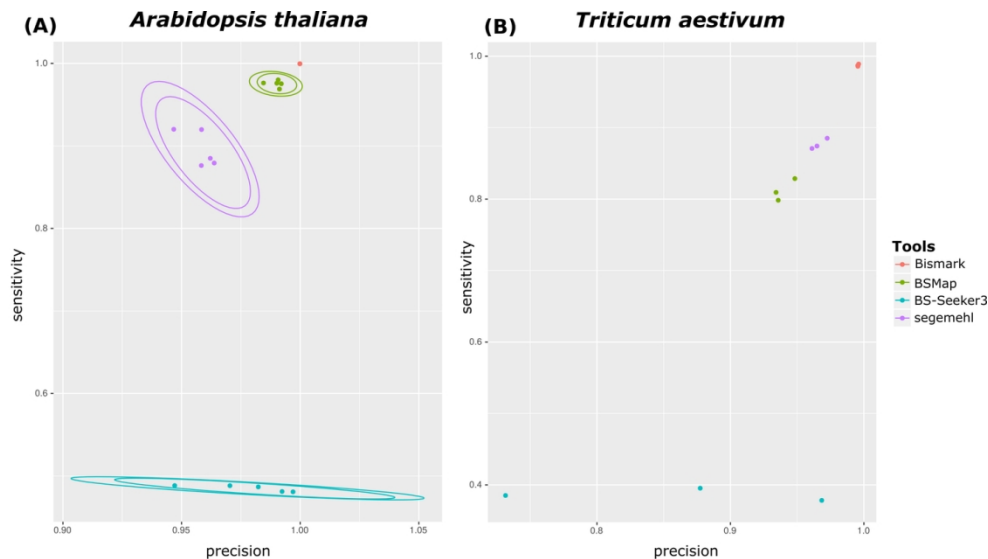 (A) Arabidopsis thaliana
1.0
0.8
0.6
sensitivity
0.90
0.95
1.00
1.05
precision
(B) Triticum aestivum
1.0
0.8
0.6
0.4
sensitivity
0.8
0.9
1.0
precision
Tools
Bismark
BSMap
BS-Seeker3
segemehl